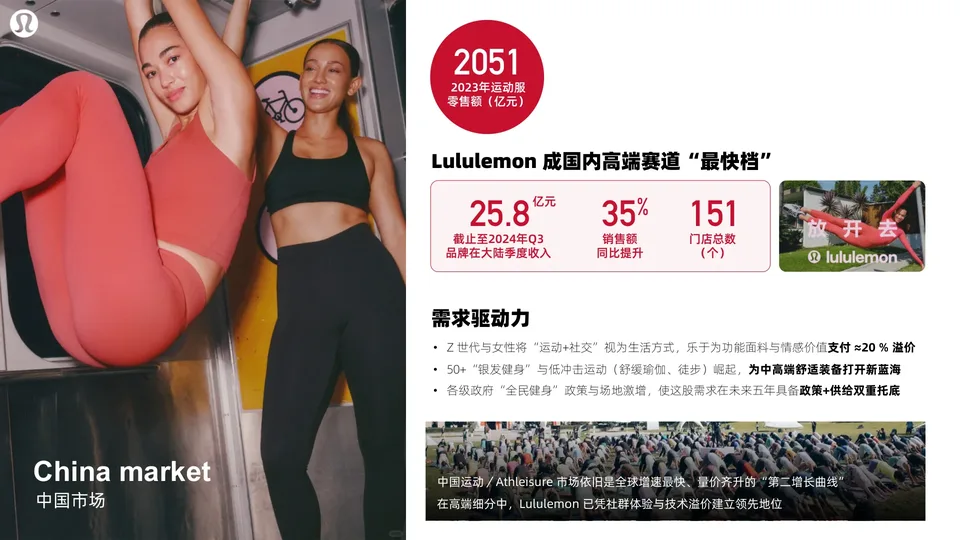 China market
中国市场
2051
2023年运动服
零售额（亿元）
Lululemon 成国内高端赛道“最快档”
25.8亿元
截止至2024年Q3
品牌在大陆季度收入
35%
销售额
同比提升
151
门店总数
（个）
放 开 去
lululemon
需求驱动力
• Z 世代与女性将“运动+社交”视为生活方式，乐于为功能面料与情感价值支付 ≈20 % 溢价
• 50+“银发健身”与低冲击运动（舒缓瑜伽、徒步）崛起，为中高端舒适装备打开新蓝海
• 各级政府“全民健身”政策与场地激增，使这股需求在未来五年具备政策+供给双重托底
中国运动 / Athleisure 市场依旧是全球增速最快、量价齐升的“第二增长曲线”
在高端细分中，Lululemon 已凭社群体验与技术溢价建立领先地位